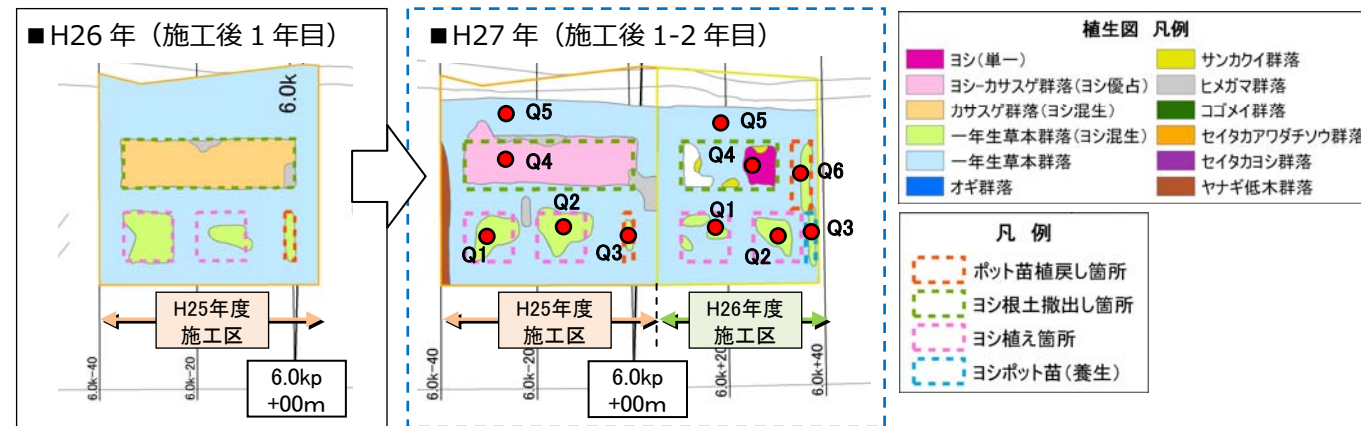 ■H26 年（施工後 1 年目）
6.0k
H25年度
施工区
6.0k-40
6.0k-20
6.0kp
+00m
■H27 年（施工後 1-2 年目）
Q5
Q5
Q4
Q4
Q6
Q2
Q1
Q1
Q3
Q2
Q3
H25年度
施工区
H26年度
施工区
6.0k-40
6.0k-20
6.0kp
+00m
6.0k+20
6.0k+40
植生図 凡例
ヨシ(単一)
ヨシ-カサスゲ群落(ヨシ優占)
カサスゲ群落(ヨシ混生)
一年生草本群落(ヨシ混生)
一年生草本群落
オギ群落
サンカクイ群落
ヒメガマ群落
コゴメイ群落
セイタカアワダチソウ群落
セイタカヨシ群落
ヤナギ低木群落
凡 例
ポット苗植戻し箇所
ヨシ根土撒出し箇所
ヨシ植え箇所
ヨシポット苗(養生)